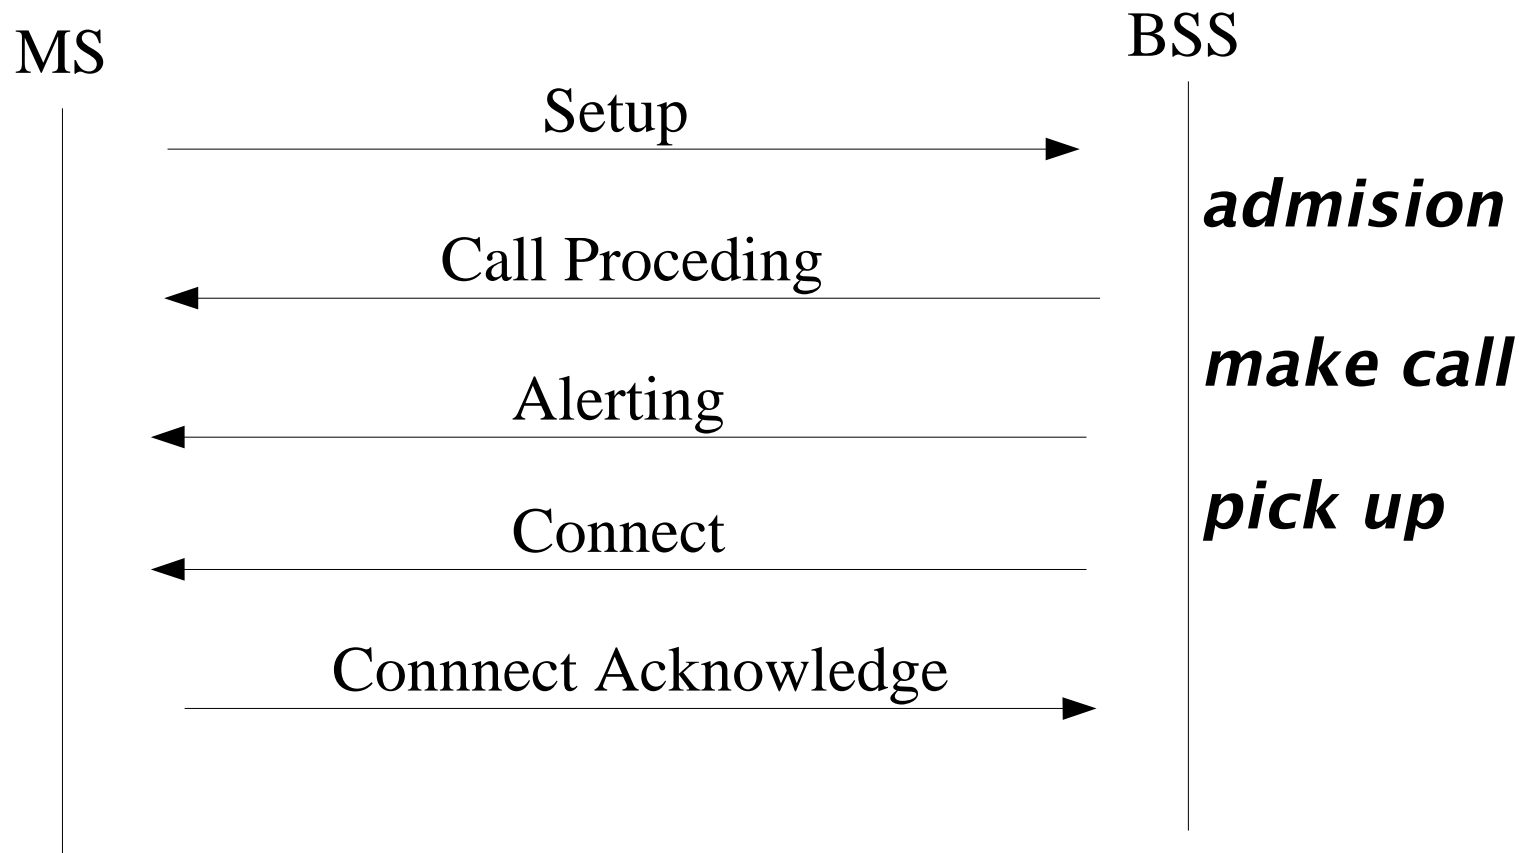 MS
BSS
Setup
admision
Call Proceding
make call
Alerting
pick up
Connect
Connnect Acknowledge